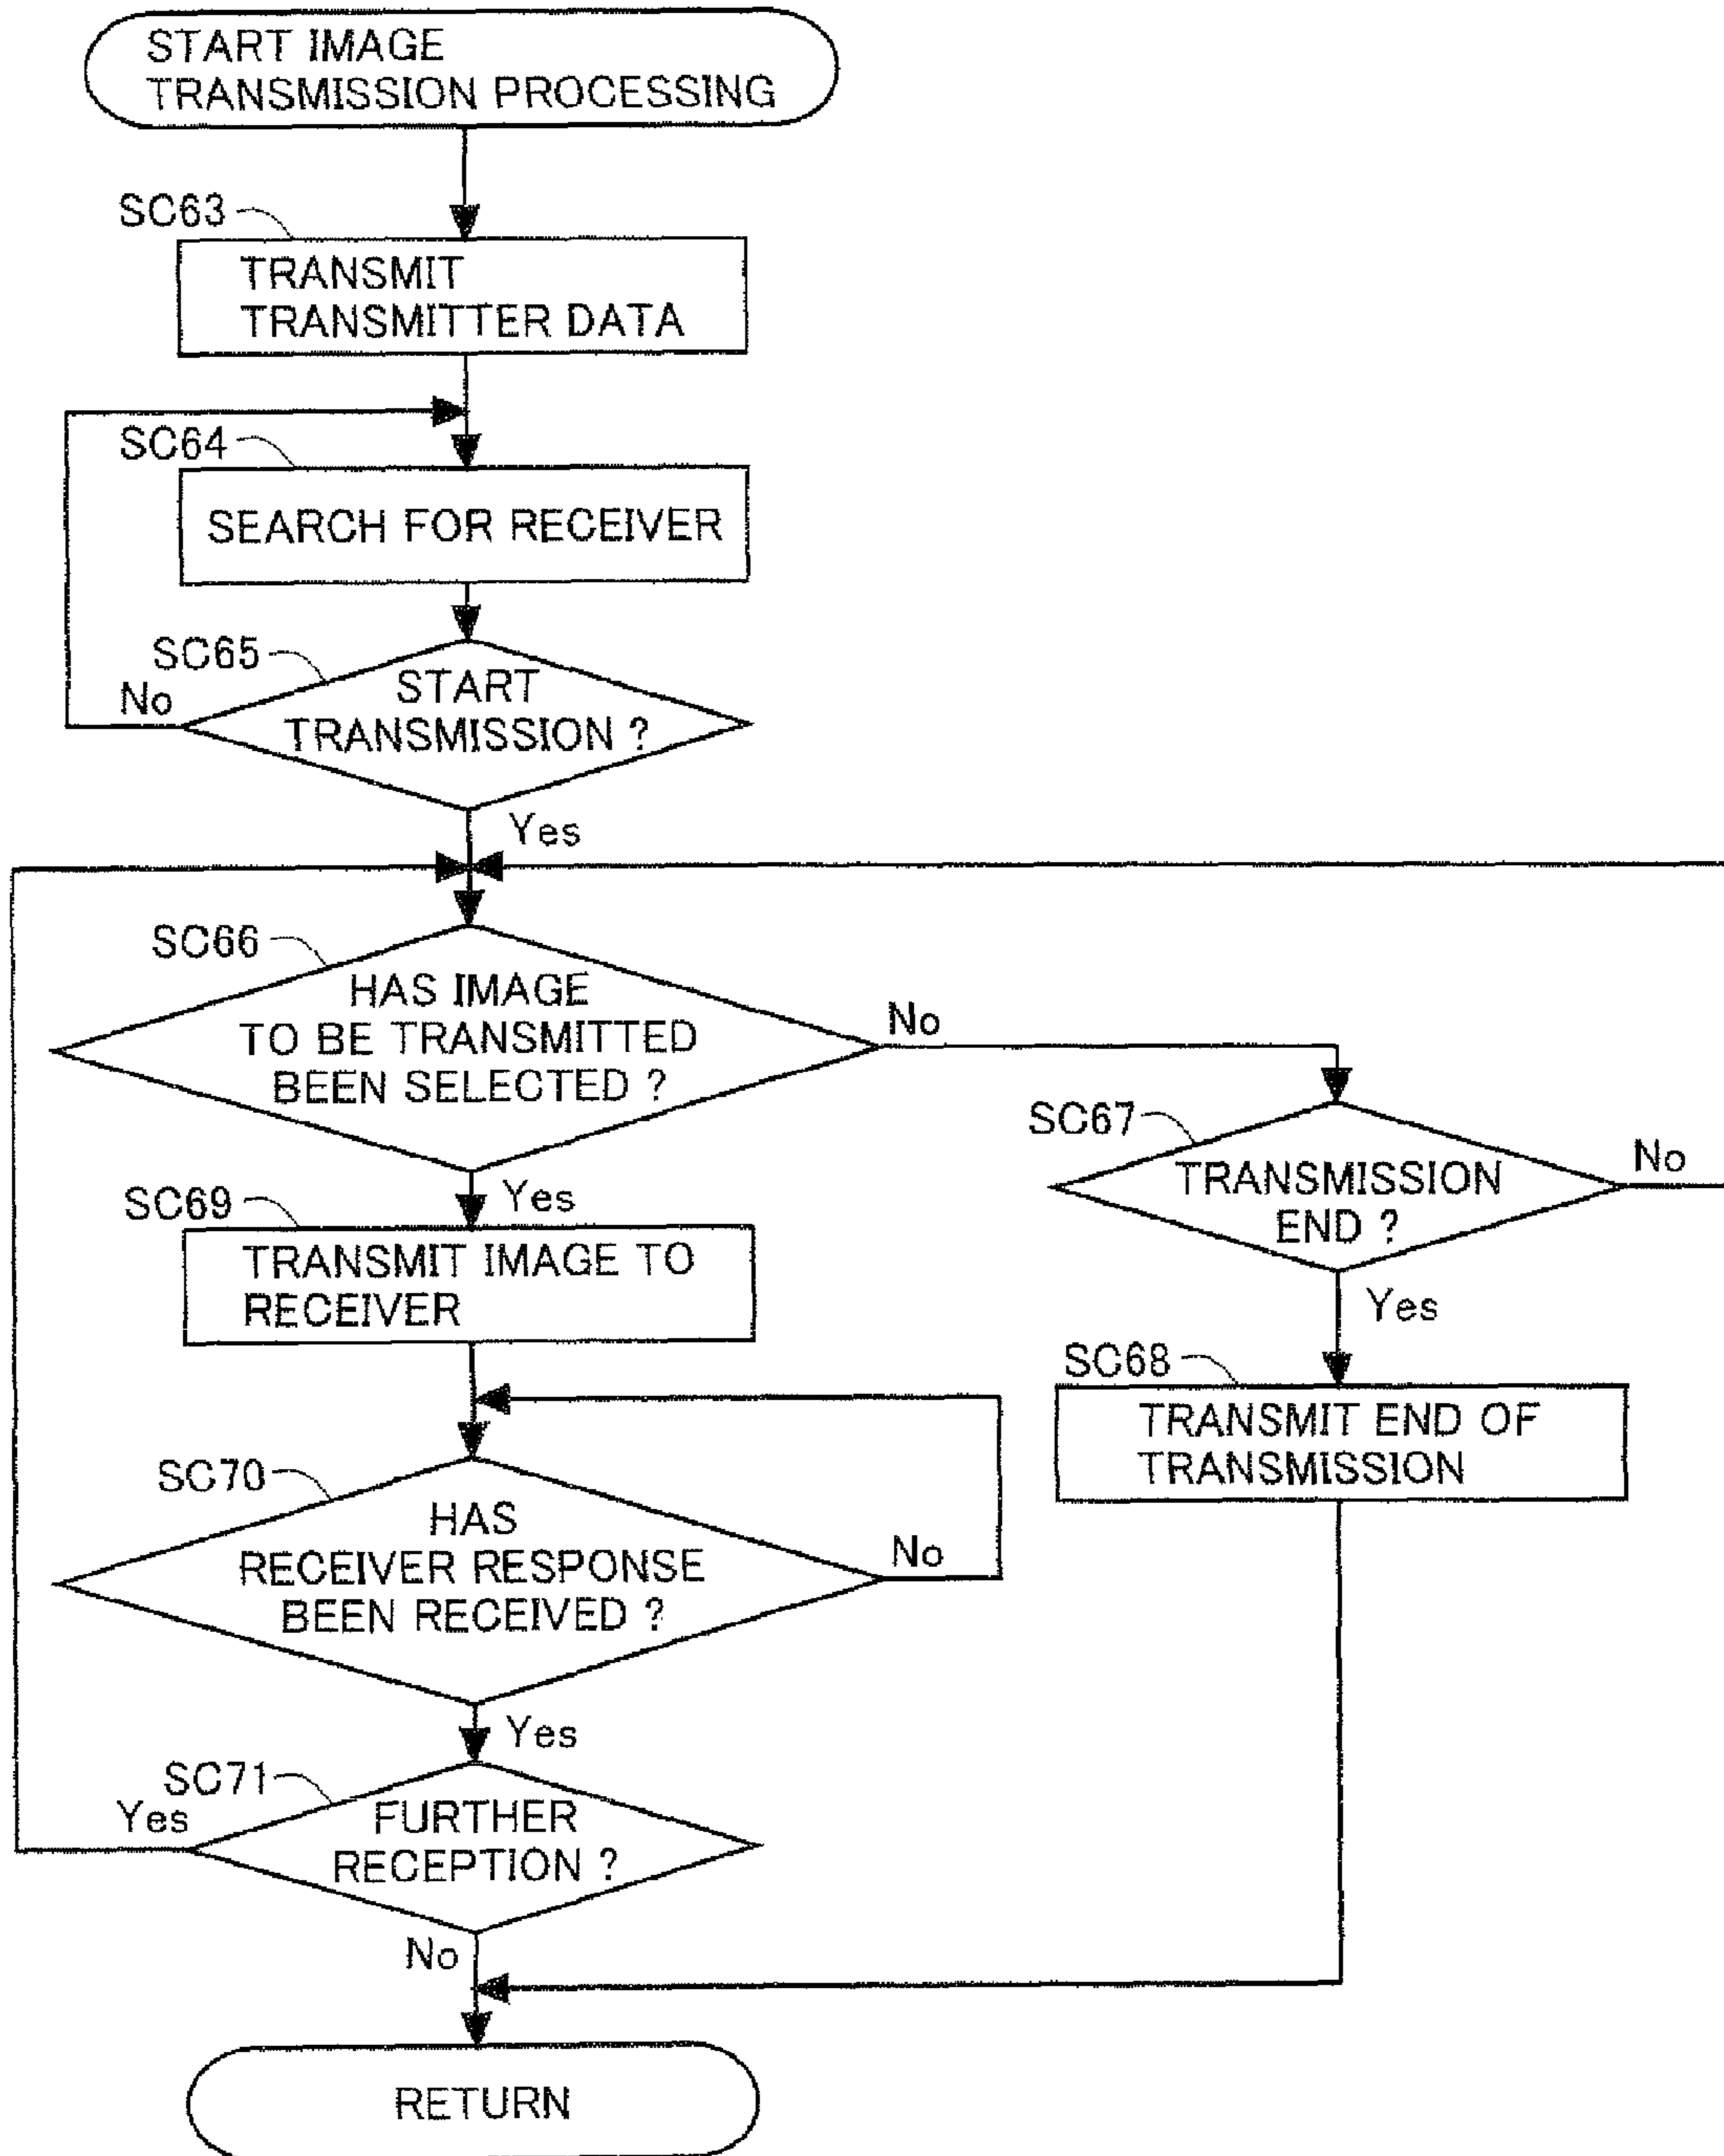 START IMAGE
TRANSMISSION PROCESSING
SC63
TRANSMIT
TRANSMITTER DATA
SC64
SEARCH FOR RECEIVER
SC65
No
START
TRANSMISSION ?
Yes
SC66
HAS IMAGE
TO BE TRANSMITTED
BEEN SELECTED ?
No
SC67
TRANSMISSION
END ?
No
Yes
SC69
TRANSMIT IMAGE TO
RECEIVER
Yes
SC68
TRANSMIT END OF
TRANSMISSION
SC70
HAS
RECEIVER RESPONSE
BEEN RECEIVED ?
No
Yes
SC71
Yes
FURTHER
RECEPTION ?
No
RETURN